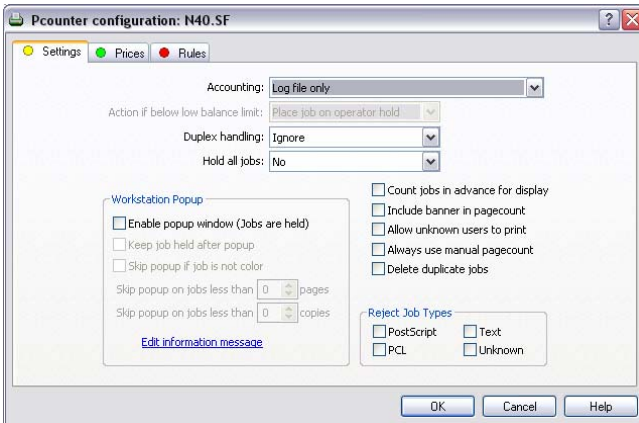 Pcounter configuration: N40.SF
Settings
Prices
Rules
Accounting: Log file only
Action if below low balance limit: Place job on operator hold
Duplex handling: Ignore
Hold all jobs: No
Workstation Popup
Enable popup window (Jobs are held)
Keep job held after popup
Skip popup if job is not color
Skip popup on jobs less than 0 pages
Skip popup on jobs less than 0 copies
Edit information message
Count jobs in advance for display
Include banner in pagecount
Allow unknown users to print
Always use manual pagecount
Delete duplicate jobs
Reject Job Types
PostScript Text
PCL Unknown
OK Cancel Help